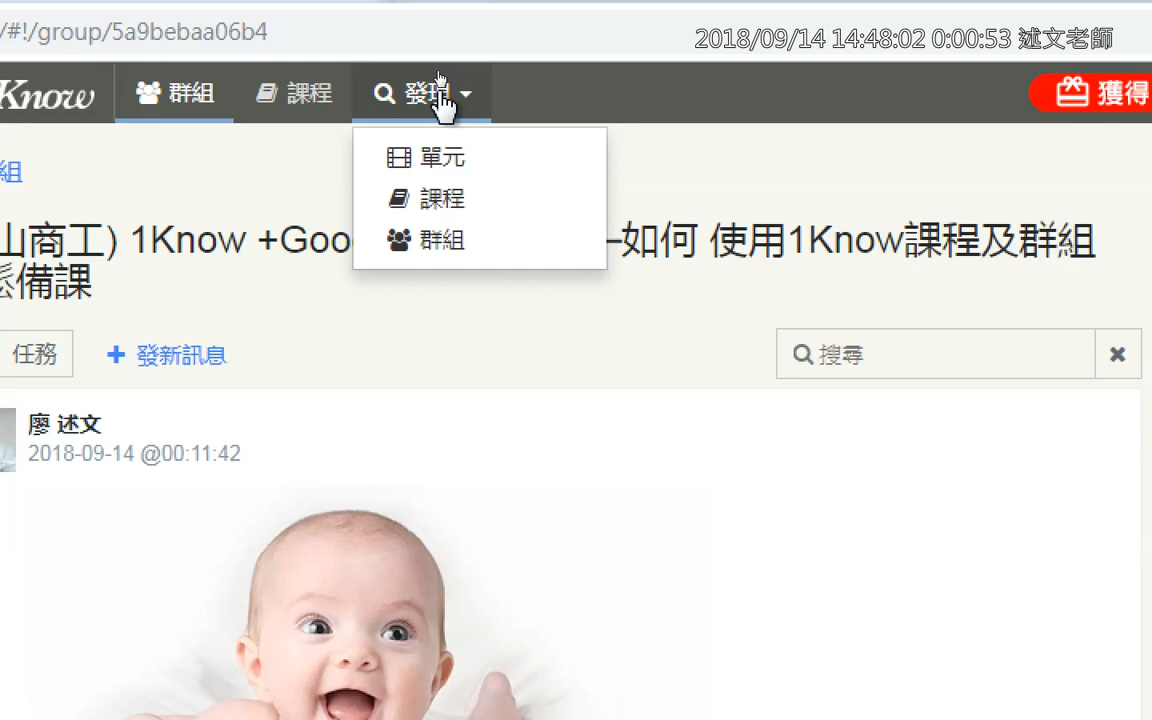 /#!/group/5a9bebaa06b4
2018/09/14 14:48:02 0:00:53 述文老師
Know 群組 課程 發現 獲得
單元
課程
群組
組
山商工) 1Know +Goo
–如何 使用1Know課程及群組
鬆備課
任務 + 發新訊息 搜尋
廖 述文
2018-09-14 @00:11:42